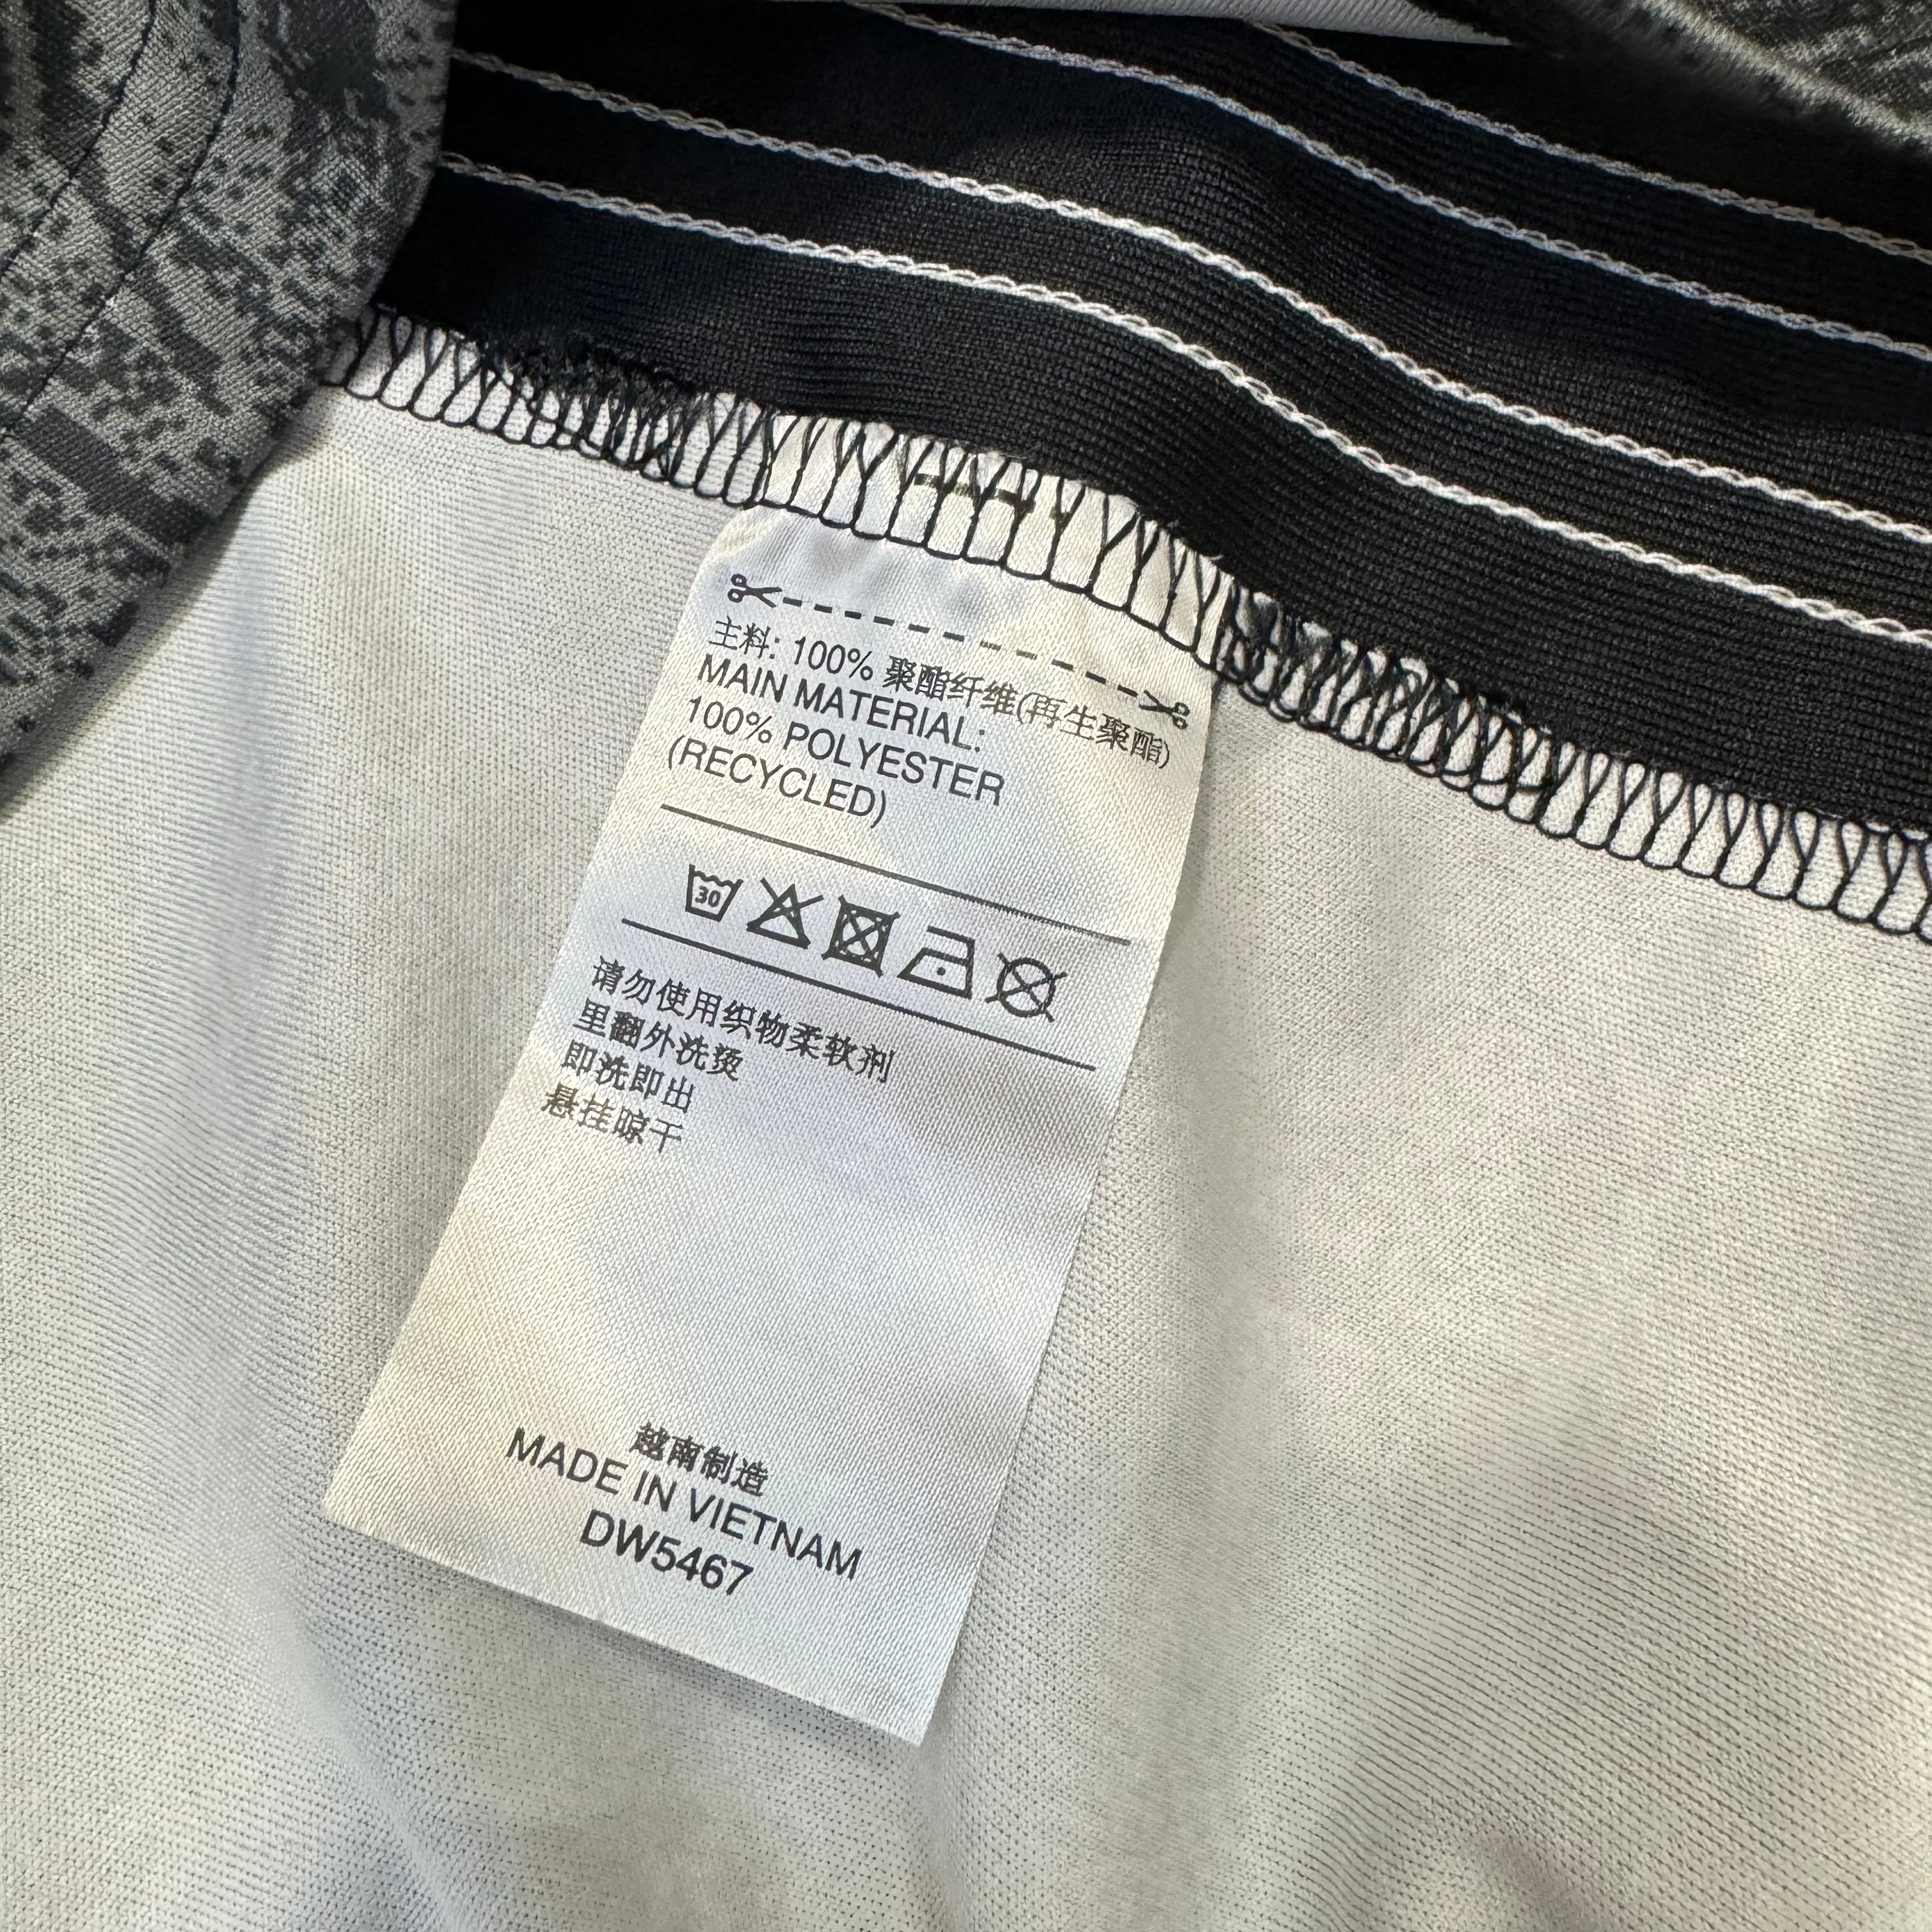 主料: 100% 聚酯纤维(再生聚酯)
MAIN MATERIAL:
100% POLYESTER
(RECYCLED)
30
请勿使用织物柔软剂
里翻外洗烫
即洗即出
悬挂晾干
越南制造
MADE IN VIETNAM
DW5467